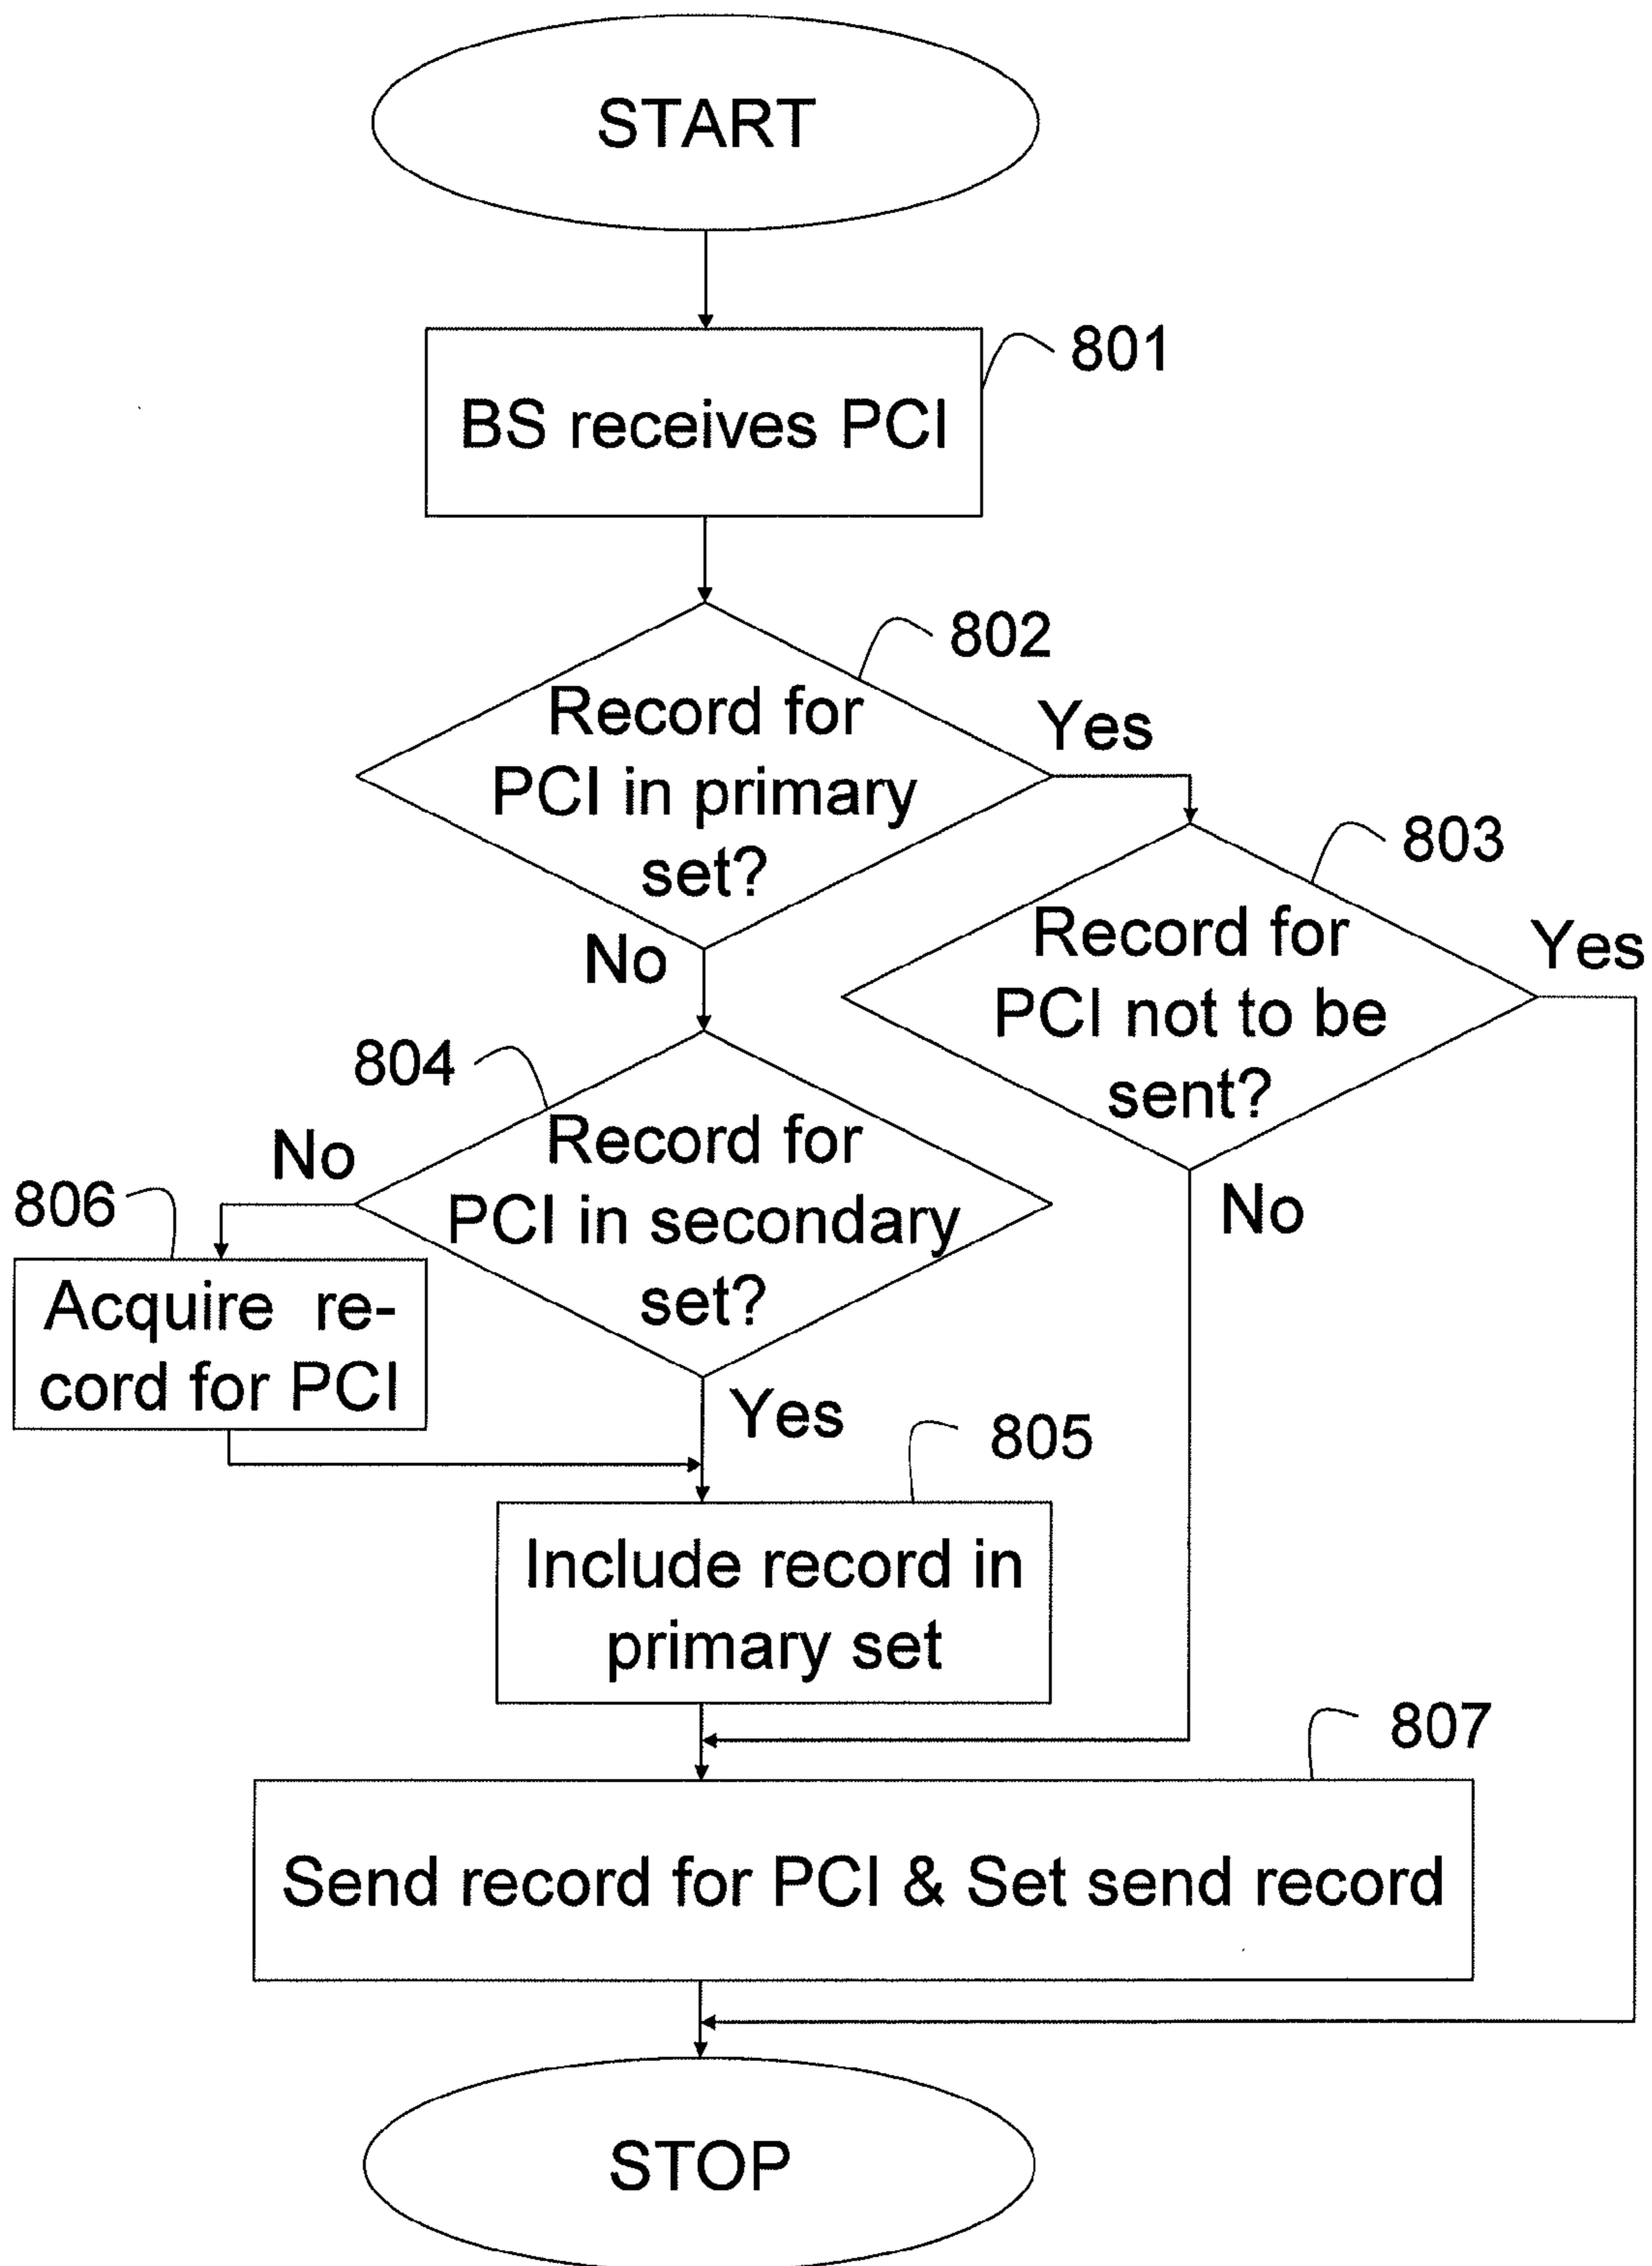 START
801
BS receives PCI
802
Record for
PCI in primary
set?
Yes
No
803
Record for
PCI not to be
sent?
Yes
No
804
Record for
PCI in secondary
set?
No
Yes
806
Acquire re-
cord for PCI
805
Include record in
primary set
807
Send record for PCI & Set send record
STOP